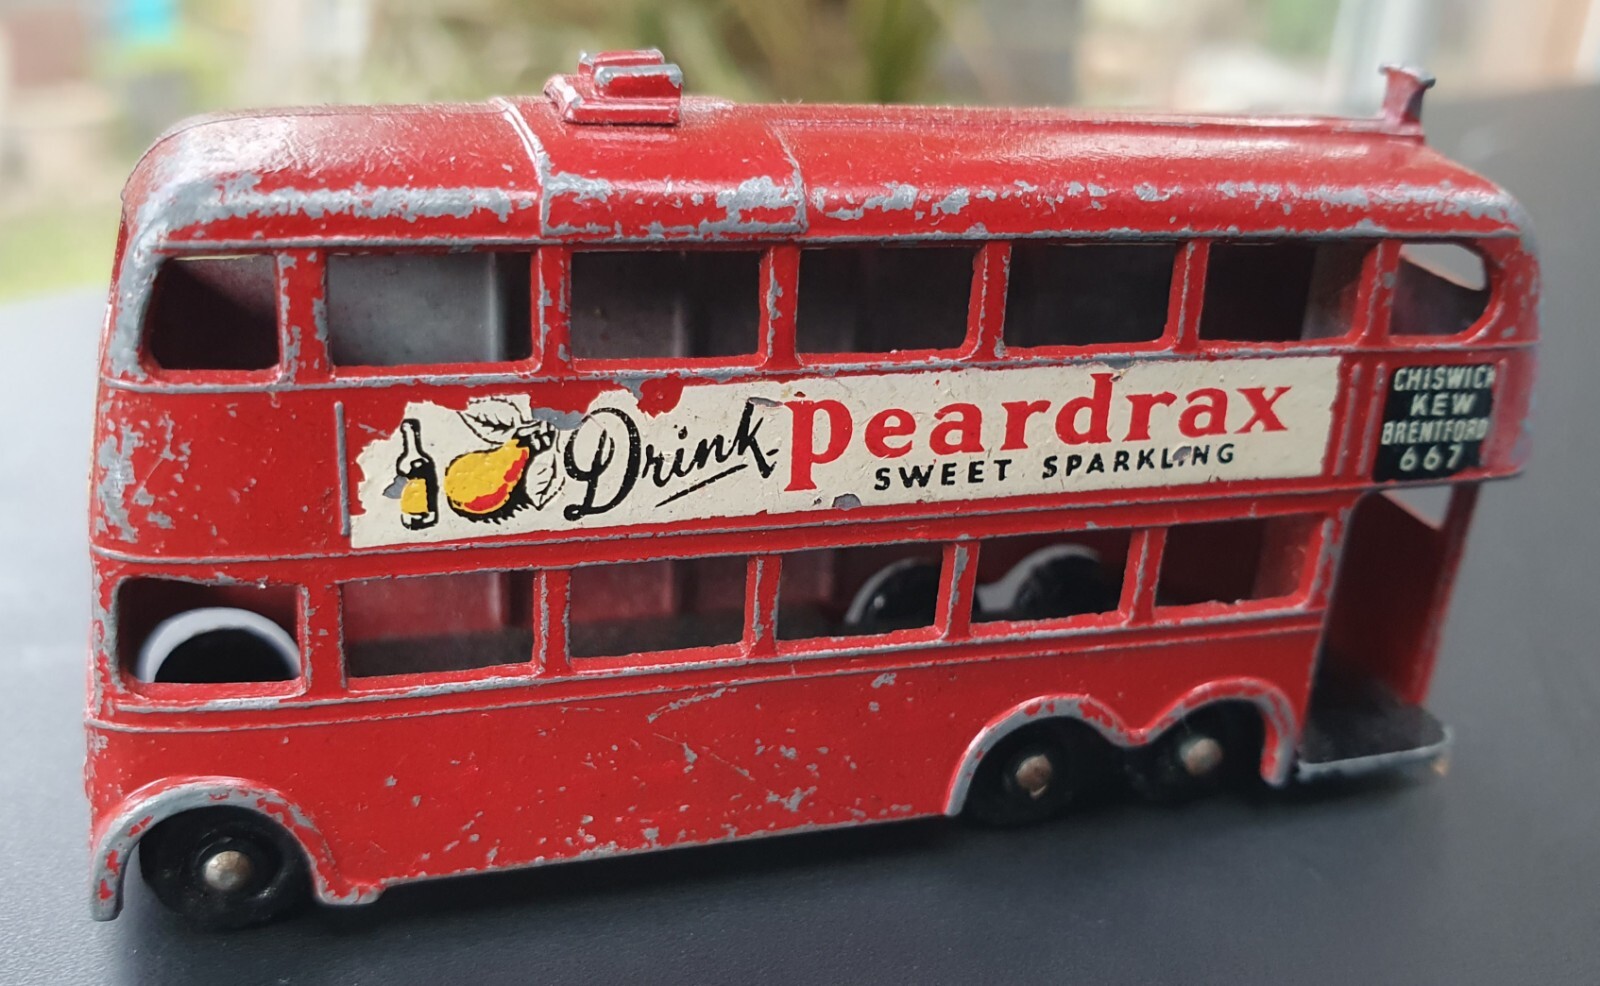 Drink peardrax
SWEET SPARKLING
CHISWICK
KEW
BRENTFORD
667